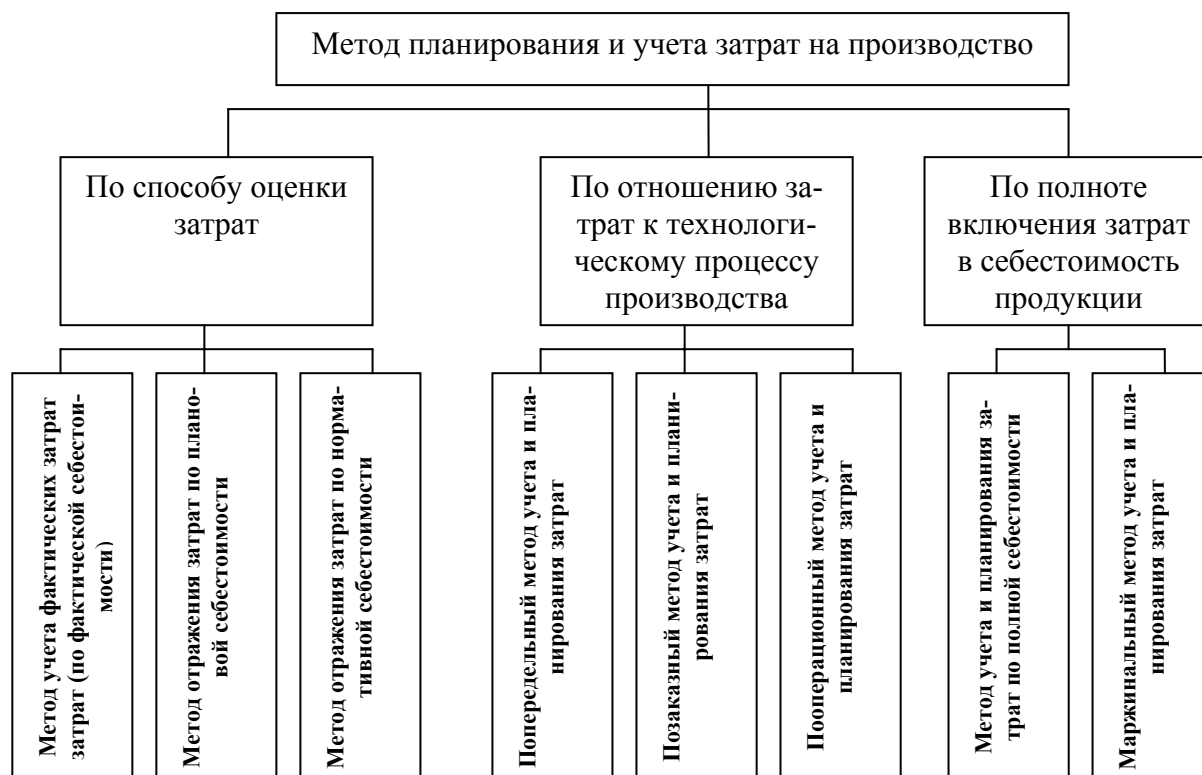 Метод планирования и учета затрат на производство
По способу оценки
затрат
По отношению за-
трат к технологи-
ческому процессу
производства
По полноте
включения затрат
в себестоимость
продукции
Метод учета фактических затрат
затрат (по фактической себестои-
мости)
Метод отражения затрат по плано-
вой себестоимости
Метод отражения затрат по норма-
тивной себестоимости
Попередельный метод учета и пла-
нирования затрат
Позаказный метод учета и плани-
рования затрат
Пооперационный метод учета и
планирования затрат
Метод учета и планирования за-
трат по полной себестоимости
Маржинальный метод учета и пла-
нирования затрат